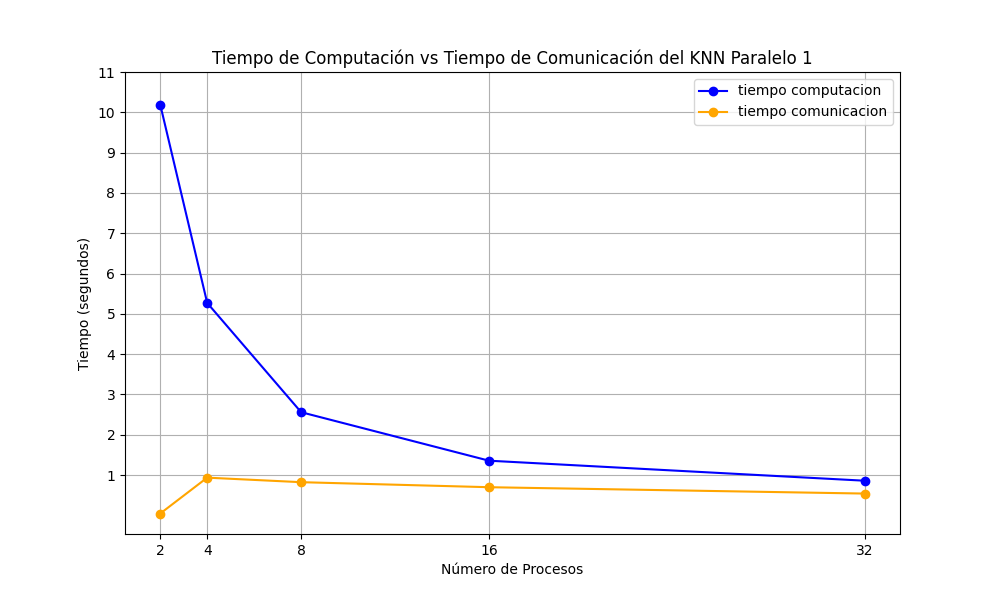 Tiempo de Computación vs Tiempo de Comunicación del KNN Paralelo 1
tiempo computacion
tiempo comunicacion
Tiempo (segundos)
11
10
9
8
7
6
5
4
3
2
1
2 4 8 16 32
Número de Procesos